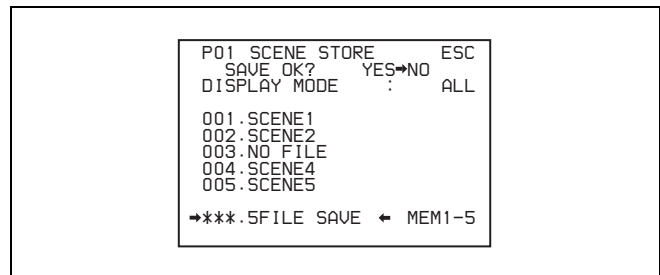 P01 SCENE STORE ESC
SAVE OK? YES➡NO
DISPLAY MODE : ALL
001.SCENE1
002.SCENE2
003.NO FILE
004.SCENE4
005.SCENE5
➡***.5FILE SAVE ⬅ MEM1-5